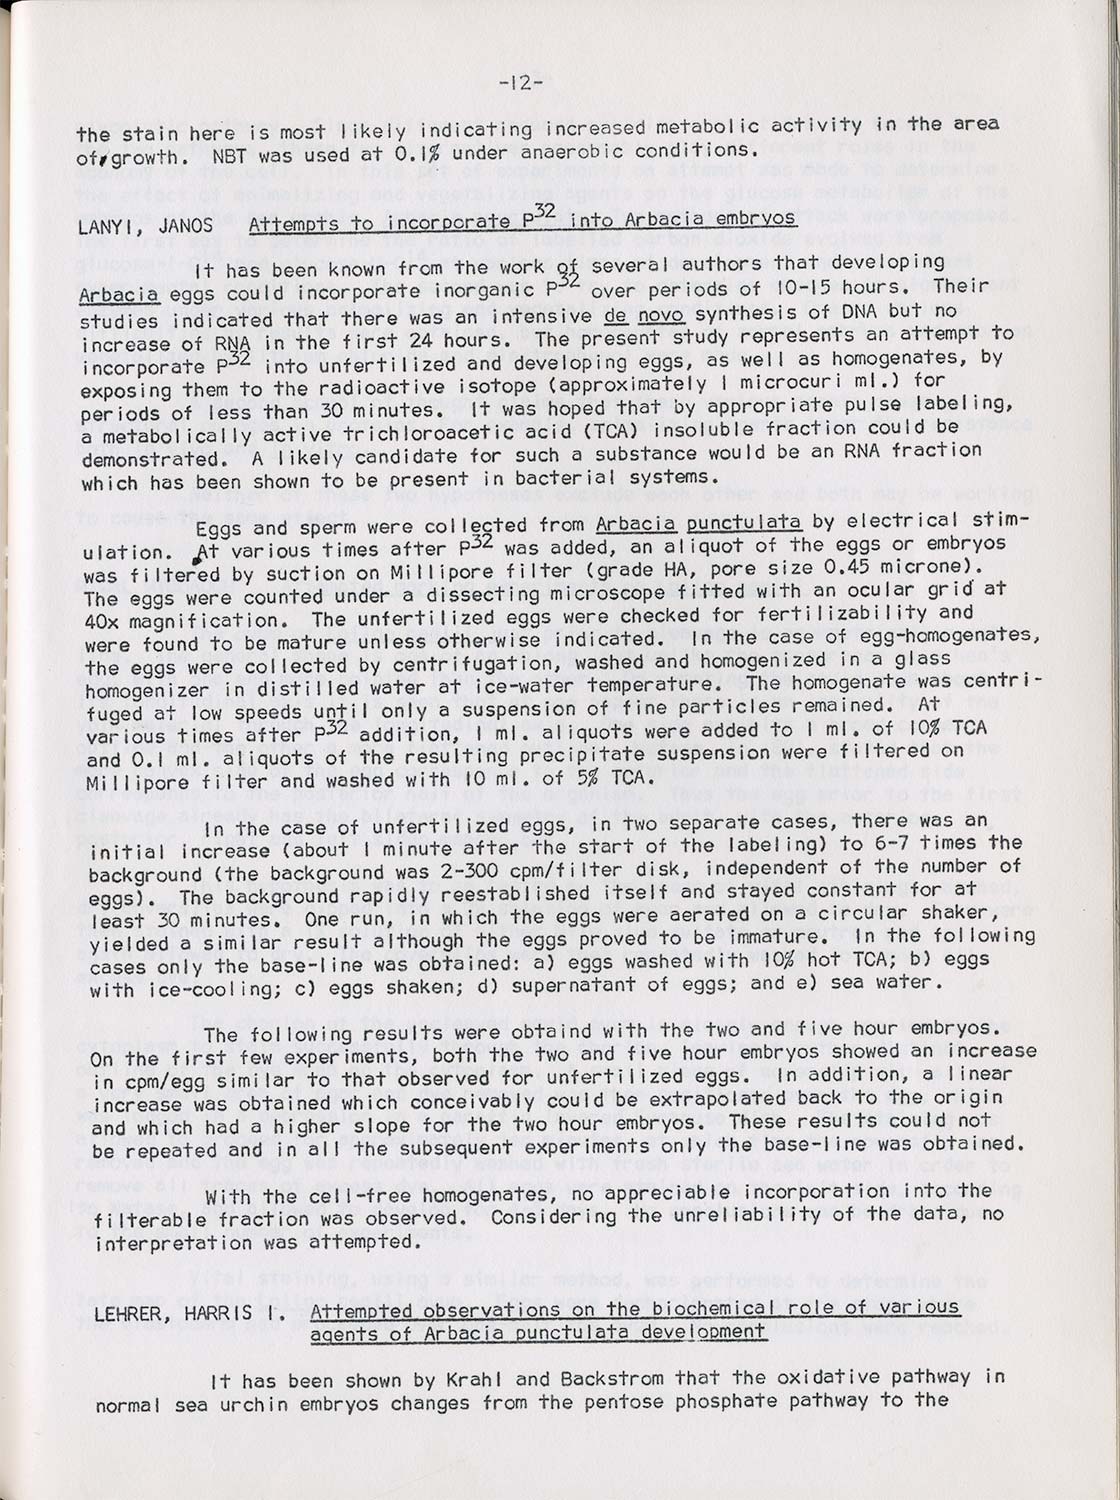 -12-
the stain here is most likely indicating increased metabolic activity in the area
of growth. NBT was used at 0.1% under anaerobic conditions.
LANYI, JANOS Attempts to incorporate P32 into Arbacia embryos
It has been known from the work of several authors that developing
Arbacia eggs could incorporate inorganic P32 over periods of 10-15 hours. Their
studies indicated that there was an intensive de novo synthesis of DNA but no
increase of RNA in the first 24 hours. The present study represents an attempt to
incorporate P32 into unfertilized and developing eggs, as well as homogenates, by
exposing them to the radioactive isotope (approximately 1 microcuri ml.) for
periods of less than 30 minutes. It was hoped that by appropriate pulse labeling,
a metabolically active trichloroacetic acid (TCA) insoluble fraction could be
demonstrated. A likely candidate for such a substance would be an RNA fraction
which has been shown to be present in bacterial systems.
Eggs and sperm were collected from Arbacia punctulata by electrical stim-
ulation. At various times after P32 was added, an aliquot of the eggs or embryos
was filtered by suction on Millipore filter (grade HA, pore size 0.45 microne).
The eggs were counted under a dissecting microscope fitted with an ocular grid at
40x magnification. The unfertilized eggs were checked for fertilizability and
were found to be mature unless otherwise indicated. In the case of egg-homogenates,
the eggs were collected by centrifugation, washed and homogenized in a glass
homogenizer in distilled water at ice-water temperature. The homogenate was centri-
fuged at low speeds until only a suspension of fine particles remained. At
various times after P32 addition, 1 ml. aliquots were added to 1 ml. of 10% TCA
and 0.1 ml. aliquots of the resulting precipitate suspension were filtered on
Millipore filter and washed with 10 ml. of 5% TCA.
In the case of unfertilized eggs, in two separate cases, there was an
initial increase (about 1 minute after the start of the labeling) to 6-7 times the
background (the background was 2-300 cpm/filter disk, independent of the number of
eggs). The background rapidly reestablished itself and stayed constant for at
least 30 minutes. One run, in which the eggs were aerated on a circular shaker,
yielded a similar result although the eggs proved to be immature. In the following
cases only the base-line was obtained: a) eggs washed with 10% hot TCA; b) eggs
with ice-cooling; c) eggs shaken; d) supernatant of eggs; and e) sea water.
The following results were obtaind with the two and five hour embryos.
On the first few experiments, both the two and five hour embryos showed an increase
in cpm/egg similar to that observed for unfertilized eggs. In addition, a linear
increase was obtained which conceivably could be extrapolated back to the origin
and which had a higher slope for the two hour embryos. These results could not
be repeated and in all the subsequent experiments only the base-line was obtained.
With the cell-free homogenates, no appreciable incorporation into the
filterable fraction was observed. Considering the unreliability of the data, no
interpretation was attempted.
LEHRER, HARRIS I. Attempted observations on the biochemical role of various
agents of Arbacia punctulata development
It has been shown by Krahl and Backstrom that the oxidative pathway in
normal sea urchin embryos changes from the pentose phosphate pathway to the